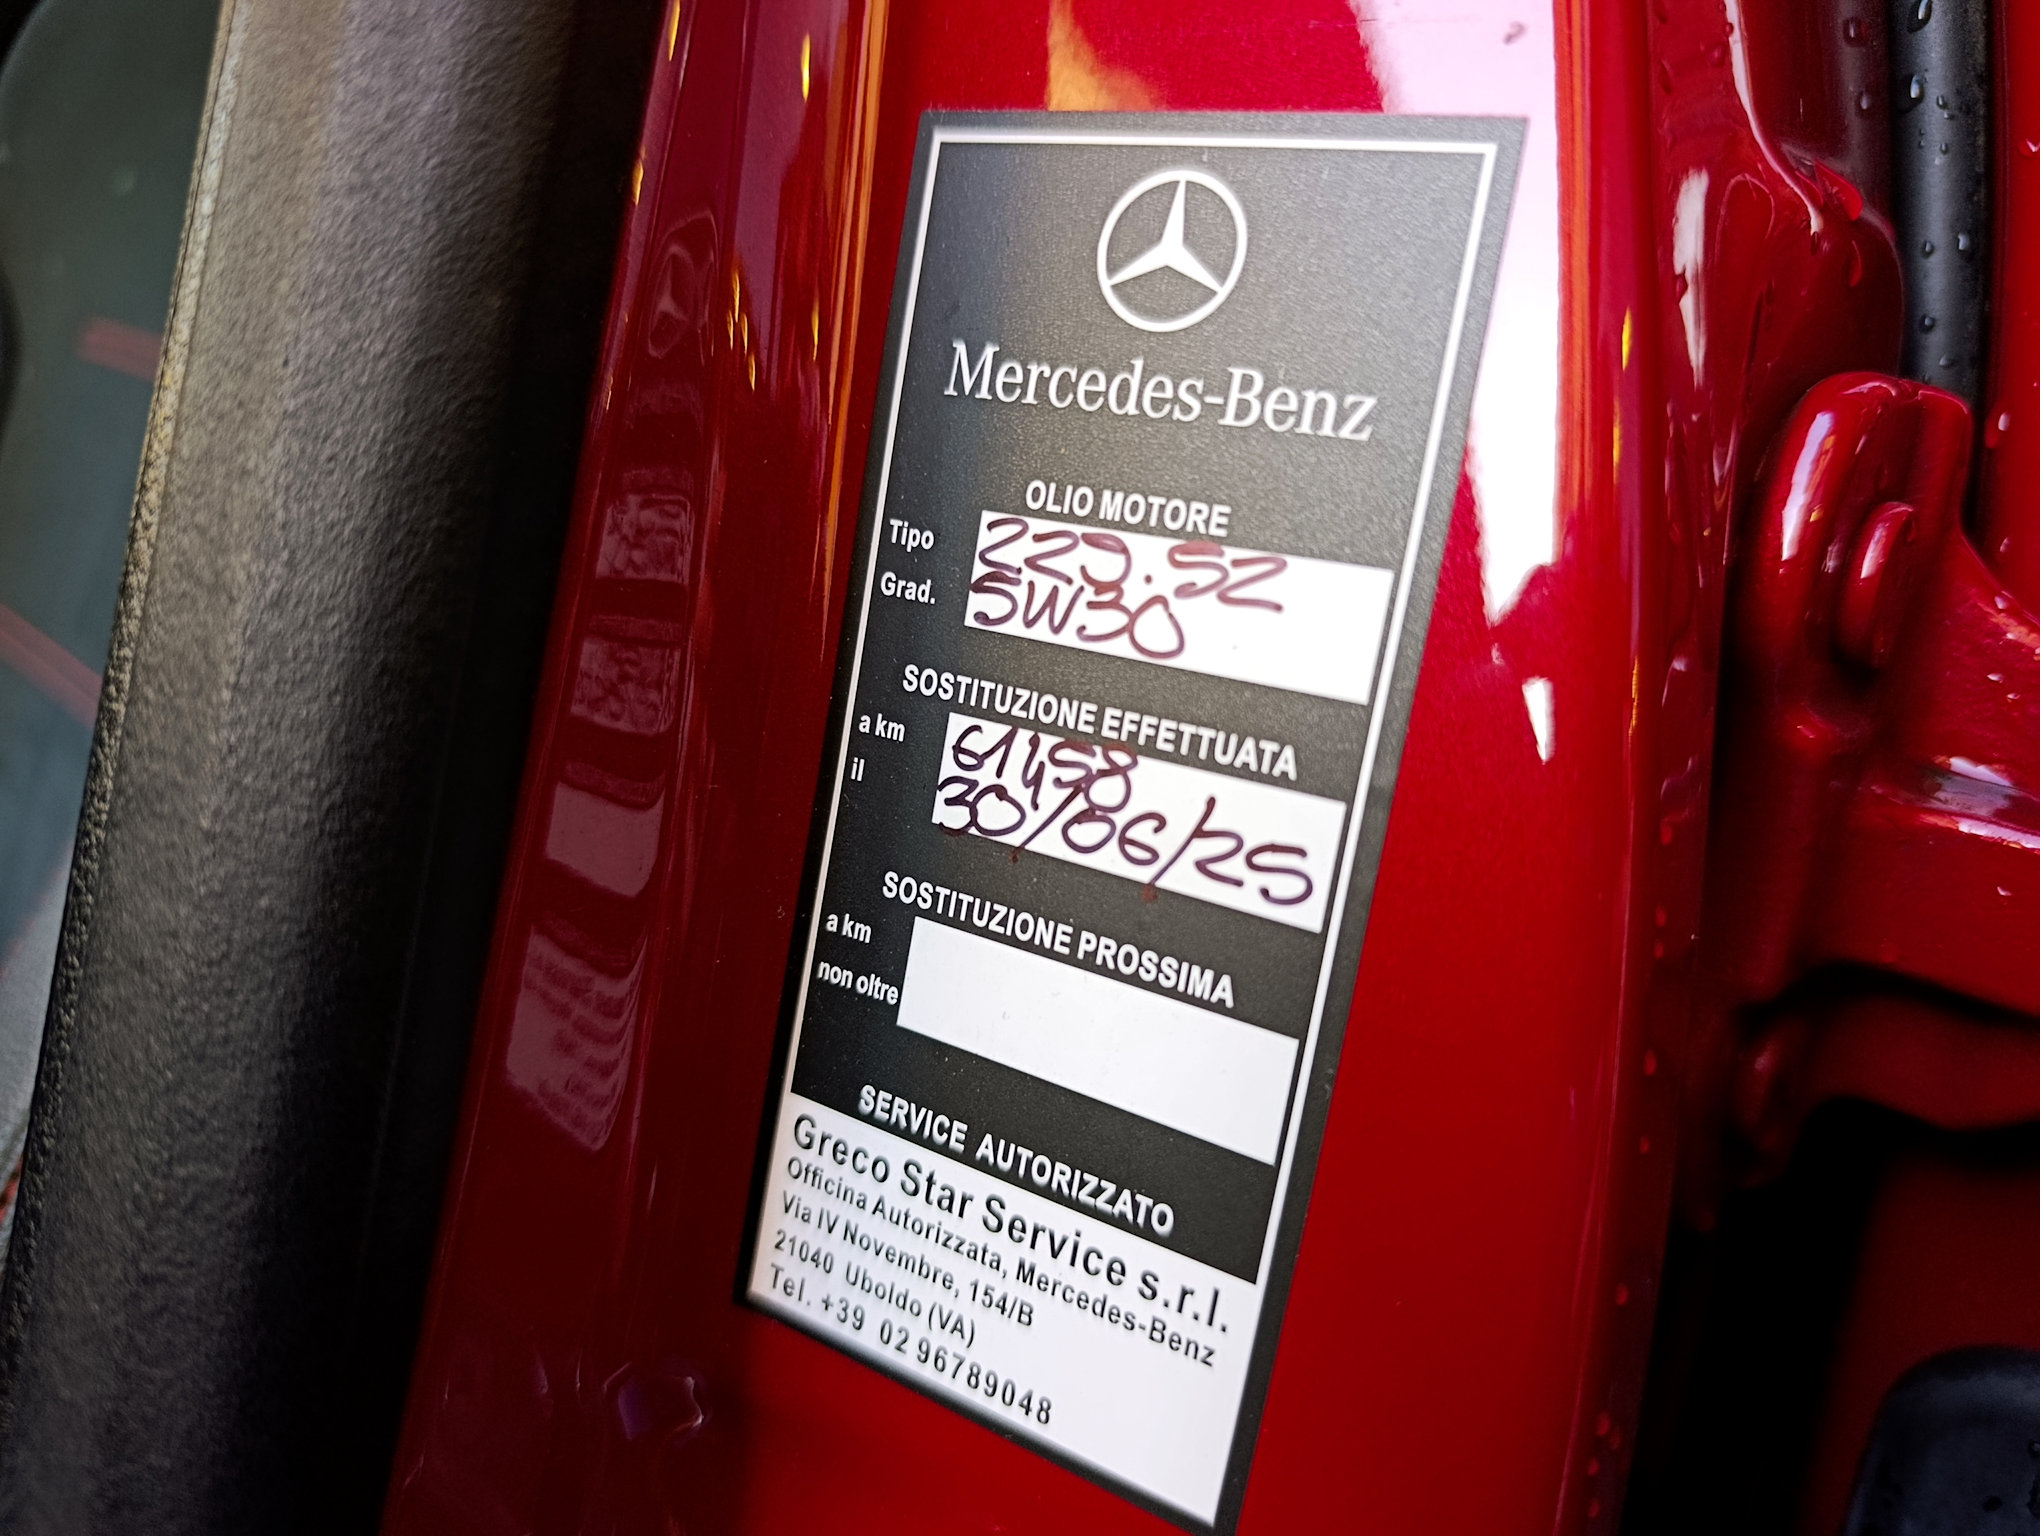 Mercedes-Benz
OLIO MOTORE
Tipo 229.52
Grad. 5W30
SOSTITUZIONE EFFETTUATA
a km 61458
il 30/06/25
SOSTITUZIONE PROSSIMA
a km
non oltre
SERVICE AUTORIZZATO
Greco Star Service s.r.l.
Officina Autorizzata, Mercedes-Benz
Via IV Novembre, 154/B
21040 Uboldo (VA)
Tel. +39 02 96789048